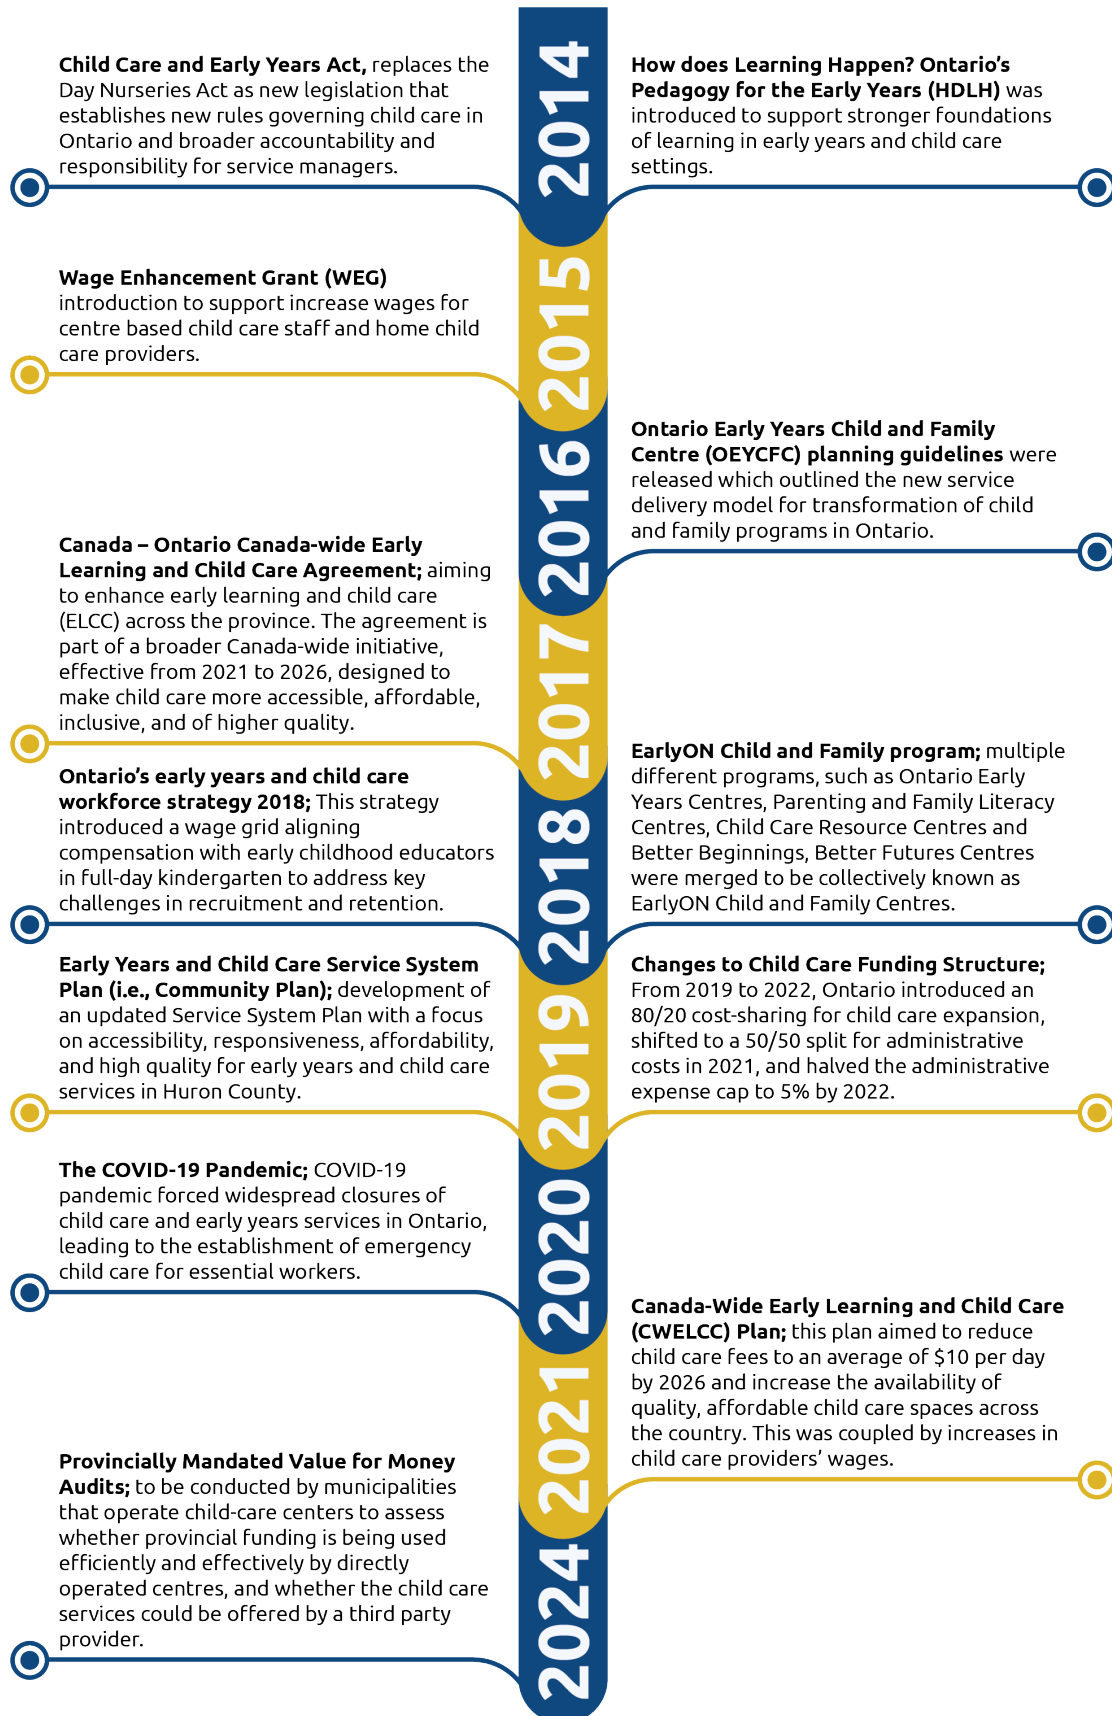 2014
Child Care and Early Years Act, replaces the
Day Nurseries Act as new legislation that
establishes new rules governing child care in
Ontario and broader accountability and
responsibility for service managers.
How does Learning Happen? Ontario’s
Pedagogy for the Early Years (HDLH) was
introduced to support stronger foundations
of learning in early years and child care
settings.
2015
Wage Enhancement Grant (WEG)
introduction to support increase wages for
centre based child care staff and home child
care providers.
2016
Ontario Early Years Child and Family
Centre (OEYCFC) planning guidelines were
released which outlined the new service
delivery model for transformation of child
and family programs in Ontario.
2017
Canada – Ontario Canada-wide Early
Learning and Child Care Agreement; aiming
to enhance early learning and child care
(ELCC) across the province. The agreement is
part of a broader Canada-wide initiative,
effective from 2021 to 2026, designed to
make child care more accessible, affordable,
inclusive, and of higher quality.
2018
Ontario’s early years and child care
workforce strategy 2018; This strategy
introduced a wage grid aligning
compensation with early childhood educators
in full-day kindergarten to address key
challenges in recruitment and retention.
EarlyON Child and Family program; multiple
different programs, such as Ontario Early
Years Centres, Parenting and Family Literacy
Centres, Child Care Resource Centres and
Better Beginnings, Better Futures Centres
were merged to be collectively known as
EarlyON Child and Family Centres.
2019
Early Years and Child Care Service System
Plan (i.e., Community Plan); development of
an updated Service System Plan with a focus
on accessibility, responsiveness, affordability,
and high quality for early years and child care
services in Huron County.
Changes to Child Care Funding Structure;
From 2019 to 2022, Ontario introduced an
80/20 cost-sharing for child care expansion,
shifted to a 50/50 split for administrative
costs in 2021, and halved the administrative
expense cap to 5% by 2022.
2020
The COVID-19 Pandemic; COVID-19
pandemic forced widespread closures of
child care and early years services in Ontario,
leading to the establishment of emergency
child care for essential workers.
2021
Canada-Wide Early Learning and Child Care
(CWELCC) Plan; this plan aimed to reduce
child care fees to an average of $10 per day
by 2026 and increase the availability of
quality, affordable child care spaces across
the country. This was coupled by increases in
child care providers’ wages.
2024
Provincially Mandated Value for Money
Audits; to be conducted by municipalities
that operate child-care centers to assess
whether provincial funding is being used
efficiently and effectively by directly
operated centres, and whether the child care
services could be offered by a third party
provider.